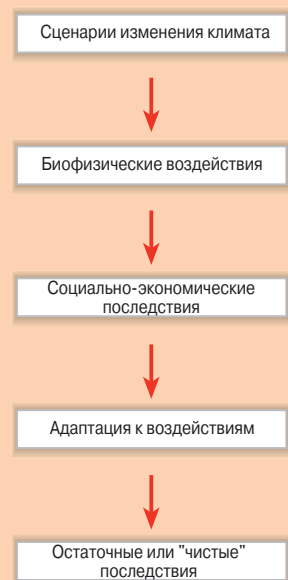 Сценарии изменения климата
Биофизические воздействия
Социально-экономические
последствия
Адаптация к воздействиям
Остаточные или "чистые"
последствия